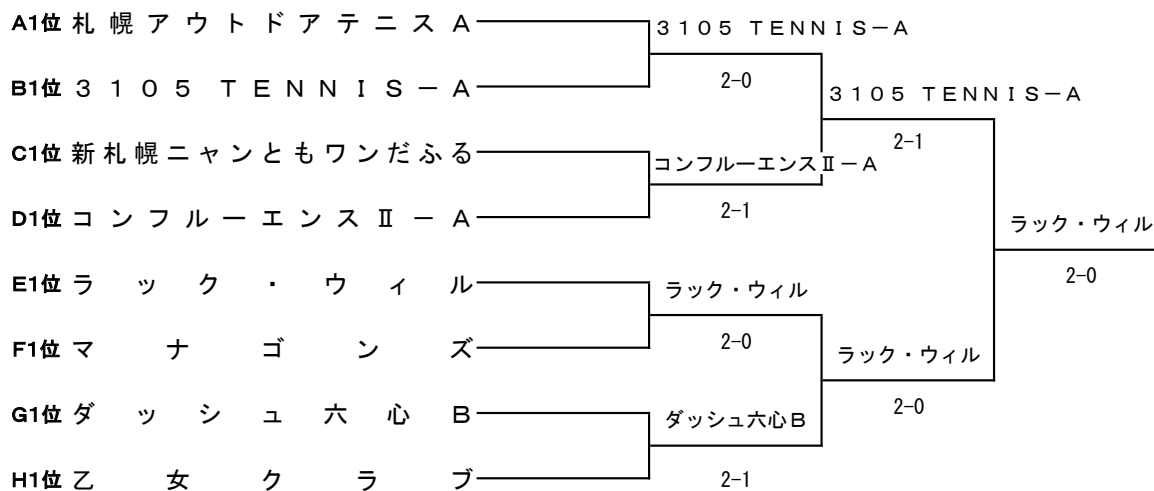 A1位 札幌アウトドアテニスA
3105 TENNIS-A
B1位 3105 TENNIS-A
2-0
3105 TENNIS-A
C1位 新札幌ニャンともワンだふる
2-1
コンフルーエンスⅡ-A
D1位 コンフルーエンスⅡ-A
2-1
ラック・ウィル
E1位 ラック・ウィル
2-0
ラック・ウィル
F1位 マナゴンズ
2-0
ラック・ウィル
G1位 ダッシュ六心B
2-0
ダッシュ六心B
H1位 乙女クラブ
2-1